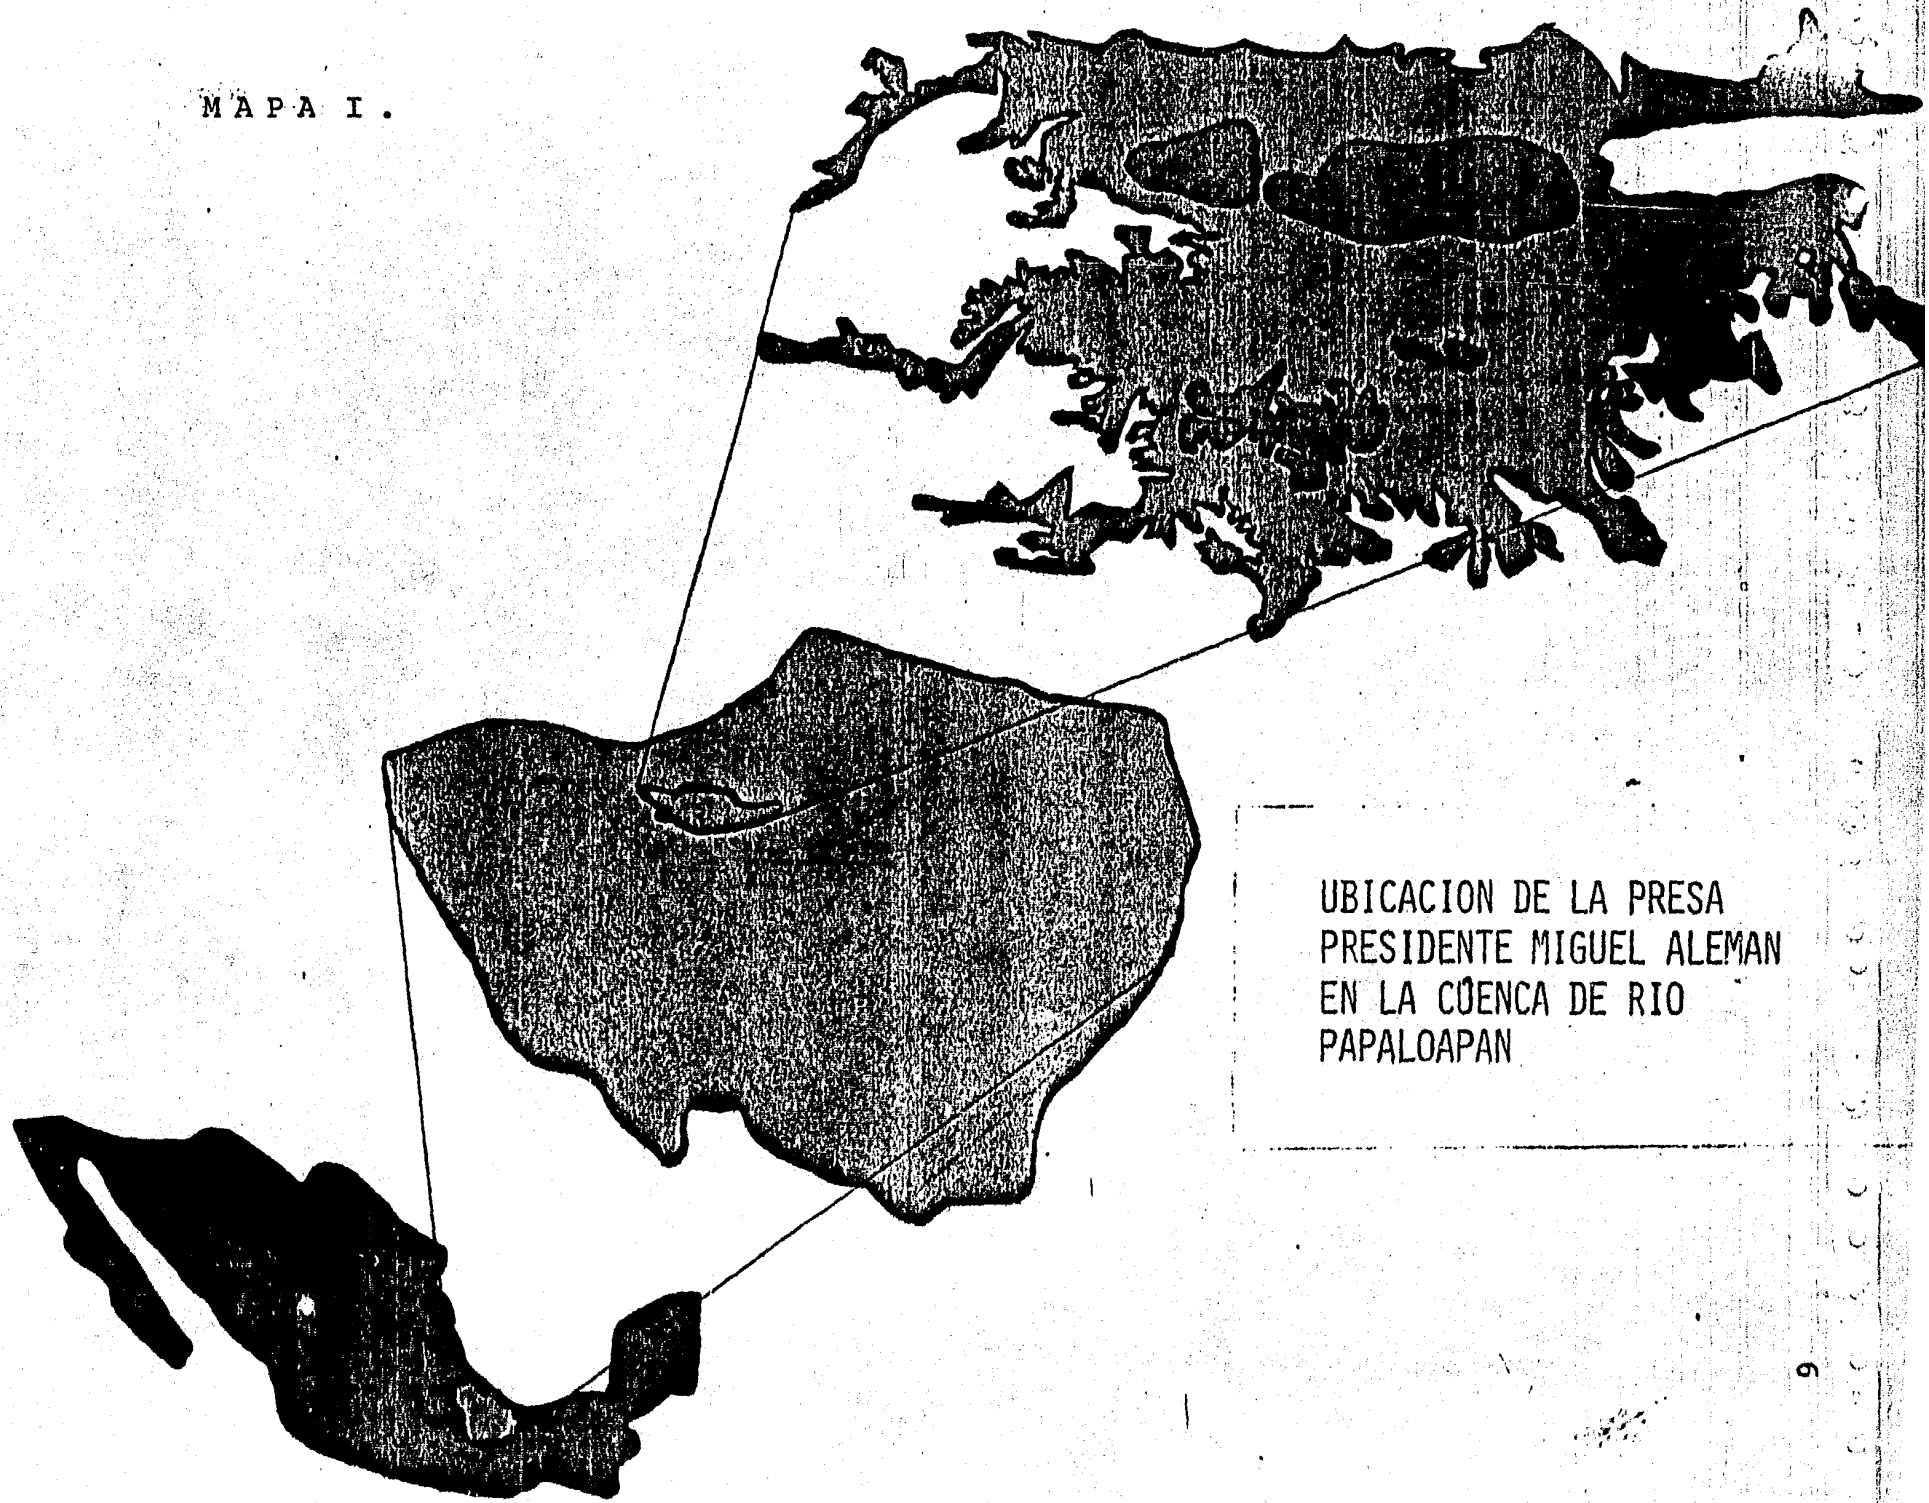 MAPA I.
UBICACION DE LA PRESA
PRESIDENTE MIGUEL ALEMAN
EN LA CUENCA DE RIO
PAPALOAPAN
9